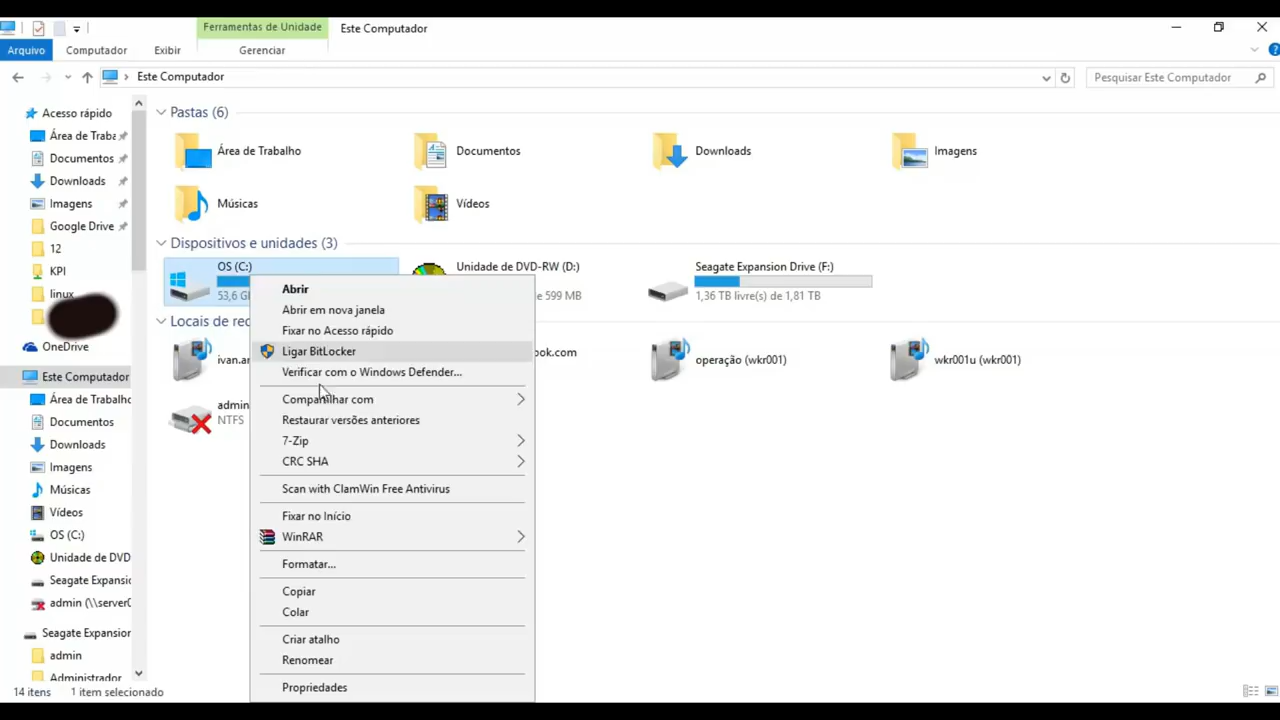 Ferramentas de Unidade
Este Computador
Arquivo
Computador
Exibir
Gerenciar
Este Computador
Pesquisar Este Computador
Acesso rápido
Área de Traba
Documentos
Downloads
Imagens
Google Drive
12
KPI
linux
OneDrive
Este Computador
Área de Trabalho
Documentos
Downloads
Imagens
Músicas
Vídeos
OS (C:)
Unidade de DVD
Seagate Expansio
admin (\\server0
Seagate Expansion
admin
Administrador
Pastas (6)
Área de Trabalho
Documentos
Downloads
Imagens
Músicas
Vídeos
Dispositivos e unidades (3)
OS (C:)
53,6 G
Unidade de DVD-RW (D:)
de 599 MB
Seagate Expansion Drive (F:)
1,36 TB livre(s) de 1,81 TB
Locais de re
ivan.ar
ook.com
operação (wkr001)
wkr001u (wkr001)
admin
NTFS
Abrir
Abrir em nova janela
Fixar no Acesso rápido
Ligar BitLocker
Verificar com o Windows Defender...
Compartilhar com
Restaurar versões anteriores
7-Zip
CRC SHA
Scan with ClamWin Free Antivirus
Fixar no Início
WinRAR
Formatar...
Copiar
Colar
Criar atalho
Renomear
Propriedades
14 itens
1 item selecionado